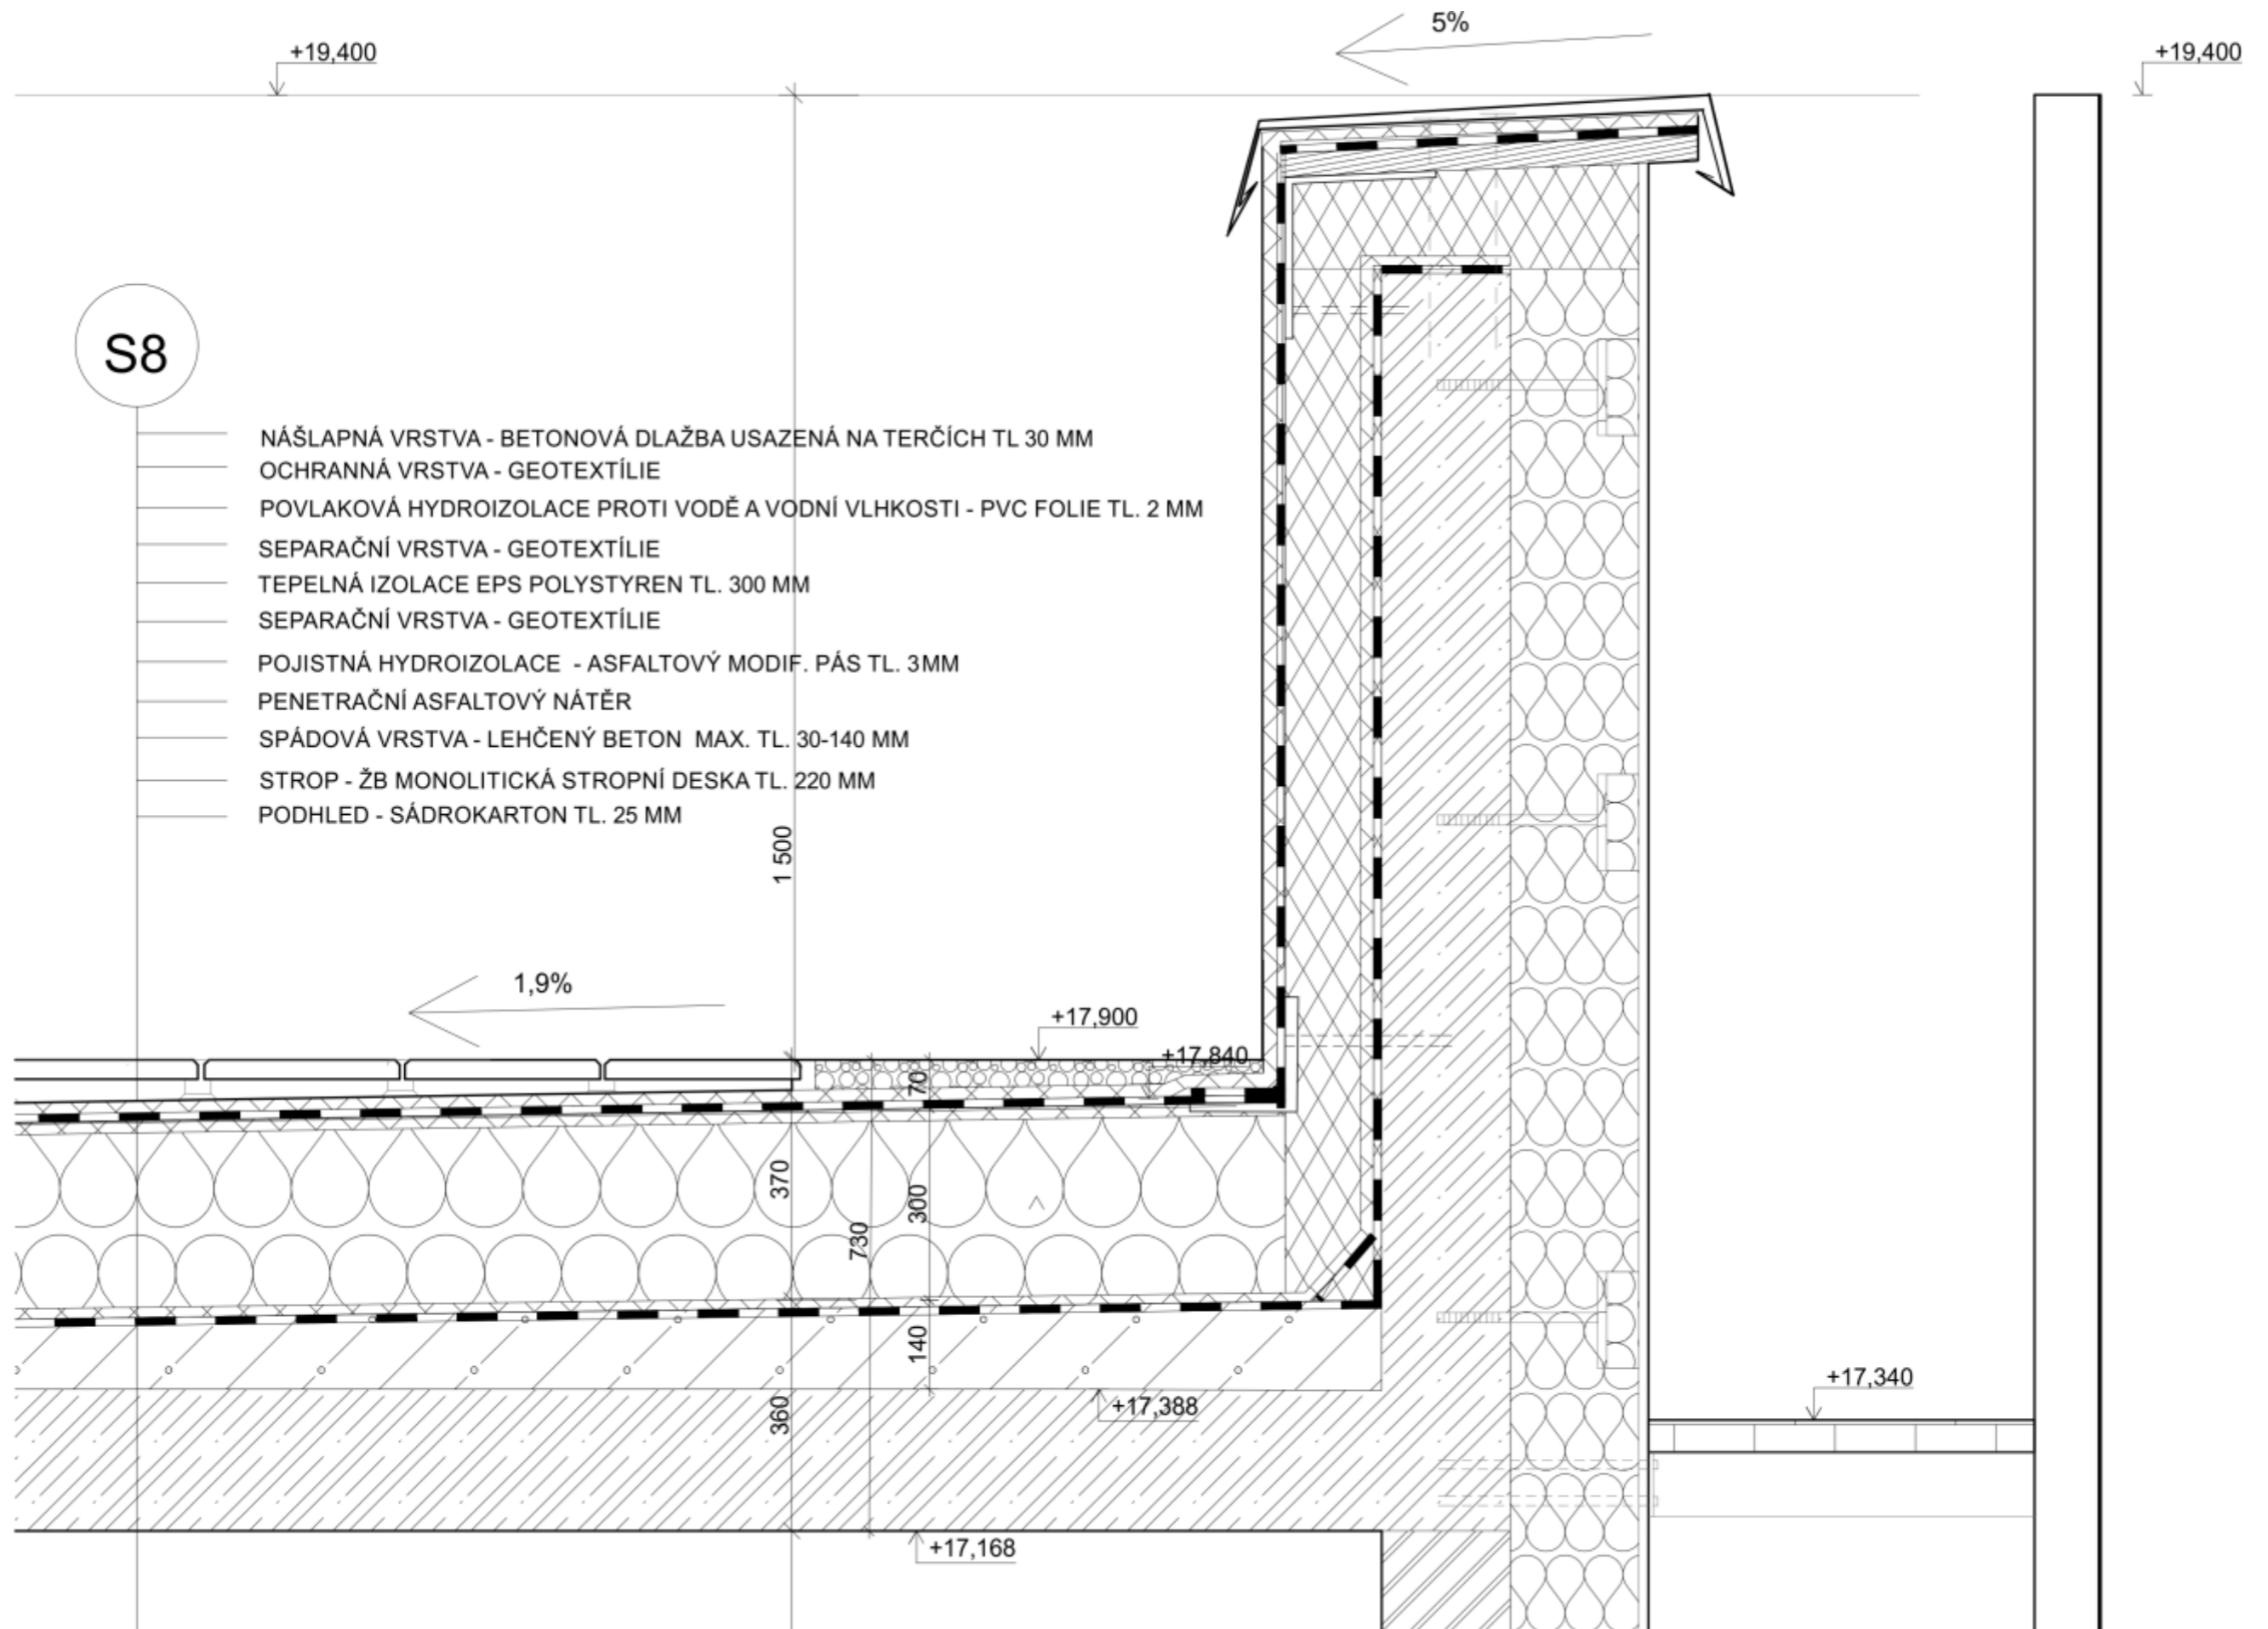 5%
+19,400
+19,400
S8
NÁŠLAPNÁ VRSTVA - BETONOVÁ DLAŽBA USAZENÁ NA TERČÍCH TL 30 MM
OCHRANNÁ VRSTVA - GEOTEXTÍLIE
POVLAKOVÁ HYDROIZOLACE PROTI VODĚ A VODNÍ VLHKOSTI - PVC FOLIE TL. 2 MM
SEPARAČNÍ VRSTVA - GEOTEXTÍLIE
TEPELNÁ IZOLACE EPS POLYSTYREN TL. 300 MM
SEPARAČNÍ VRSTVA - GEOTEXTÍLIE
POJISTNÁ HYDROIZOLACE - ASFALTOVÝ MODIF. PÁS TL. 3MM
PENETRAČNÍ ASFALTOVÝ NÁTĚR
SPÁDOVÁ VRSTVA - LEHČENÝ BETON MAX. TL. 30-140 MM
STROP - ŽB MONOLITICKÁ STROPNÍ DESKA TL. 220 MM
PODHLED - SÁDROKARTON TL. 25 MM
1 500
1,9%
+17,900
+17,840
70
370
300
730
140
360
+17,388
+17,340
+17,168